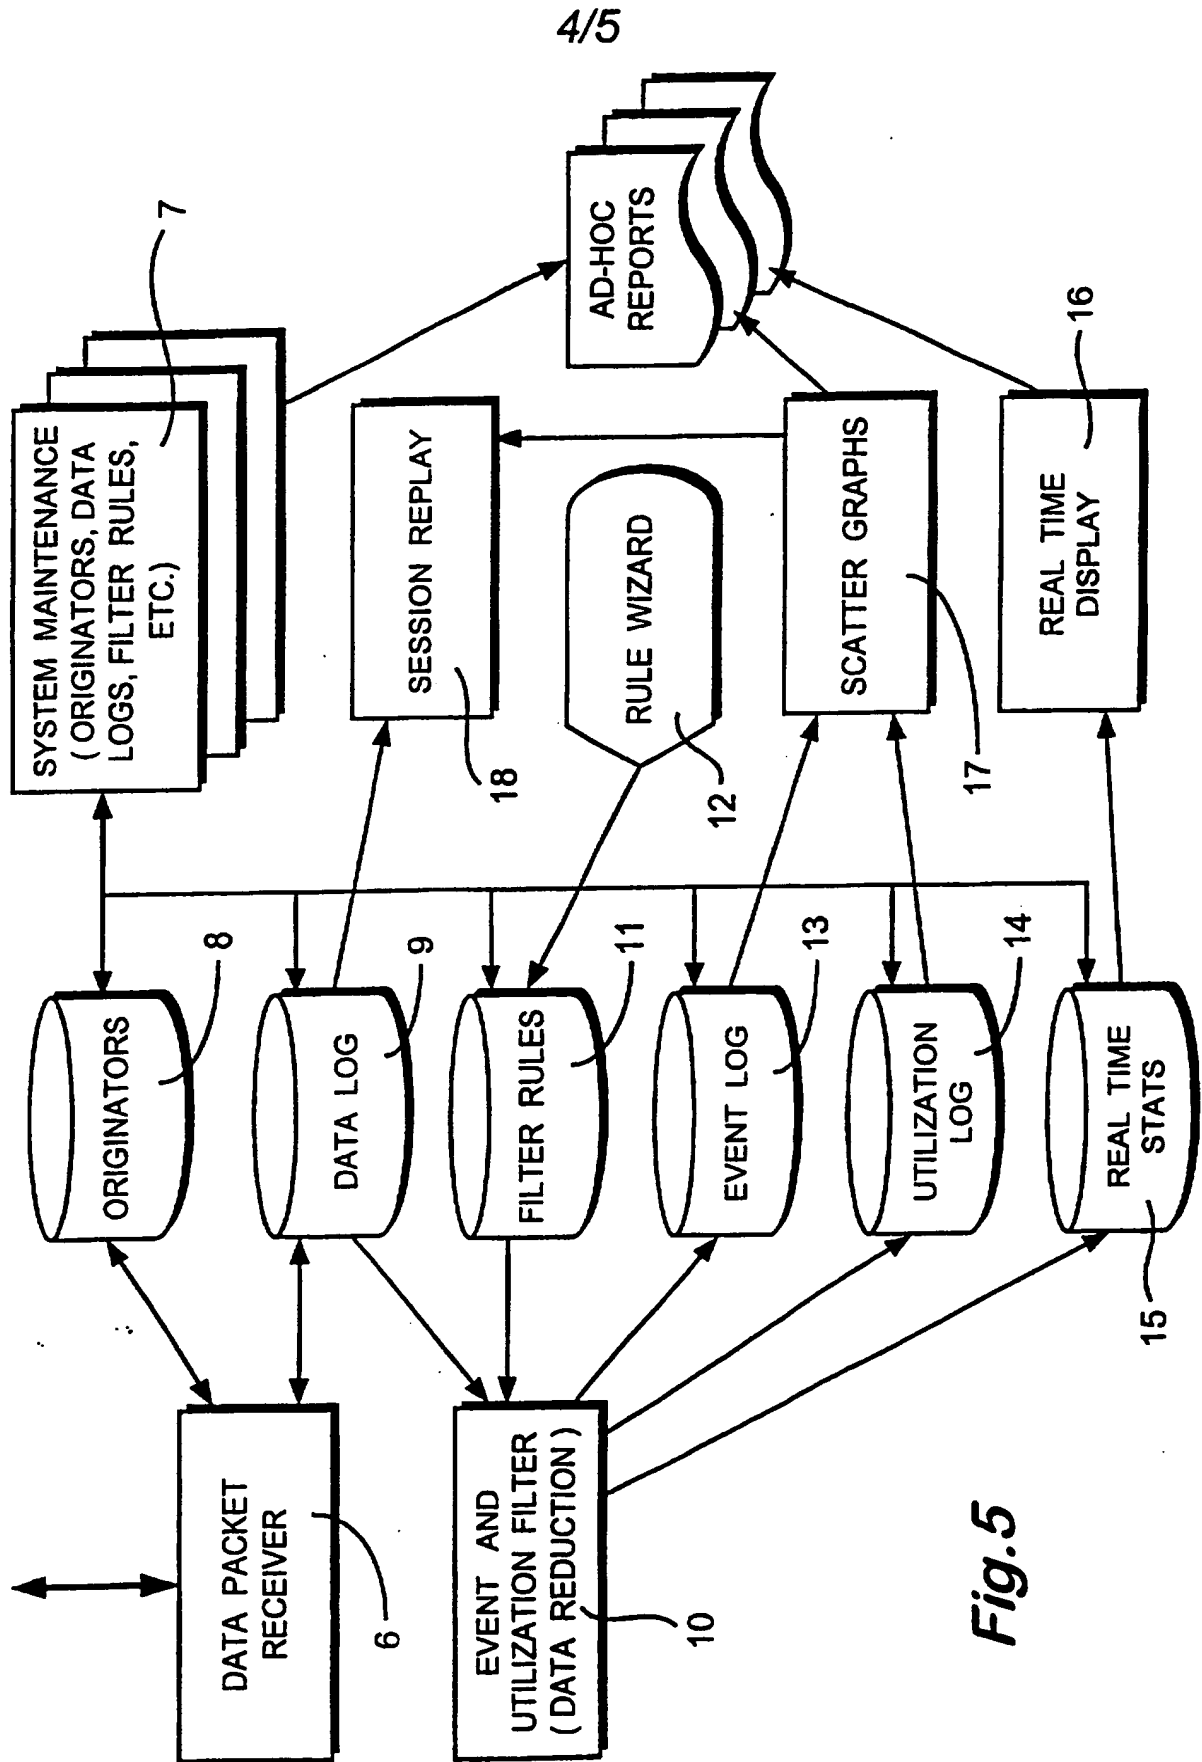 4/5
DATA PACKET
RECEIVER
6
EVENT AND
UTILIZATION FILTER
( DATA REDUCTION )
10
ORIGINATORS
8
DATA LOG
9
FILTER RULES
11
EVENT LOG
13
UTILIZATION
LOG
14
REAL TIME
STATS
15
SYSTEM MAINTENANCE
( ORIGINATORS, DATA
LOGS, FILTER RULES,
ETC.)
7
SESSION REPLAY
18
RULE WIZARD
12
SCATTER GRAPHS
17
REAL TIME
DISPLAY
16
AD-HOC
REPORTS
Fig.5